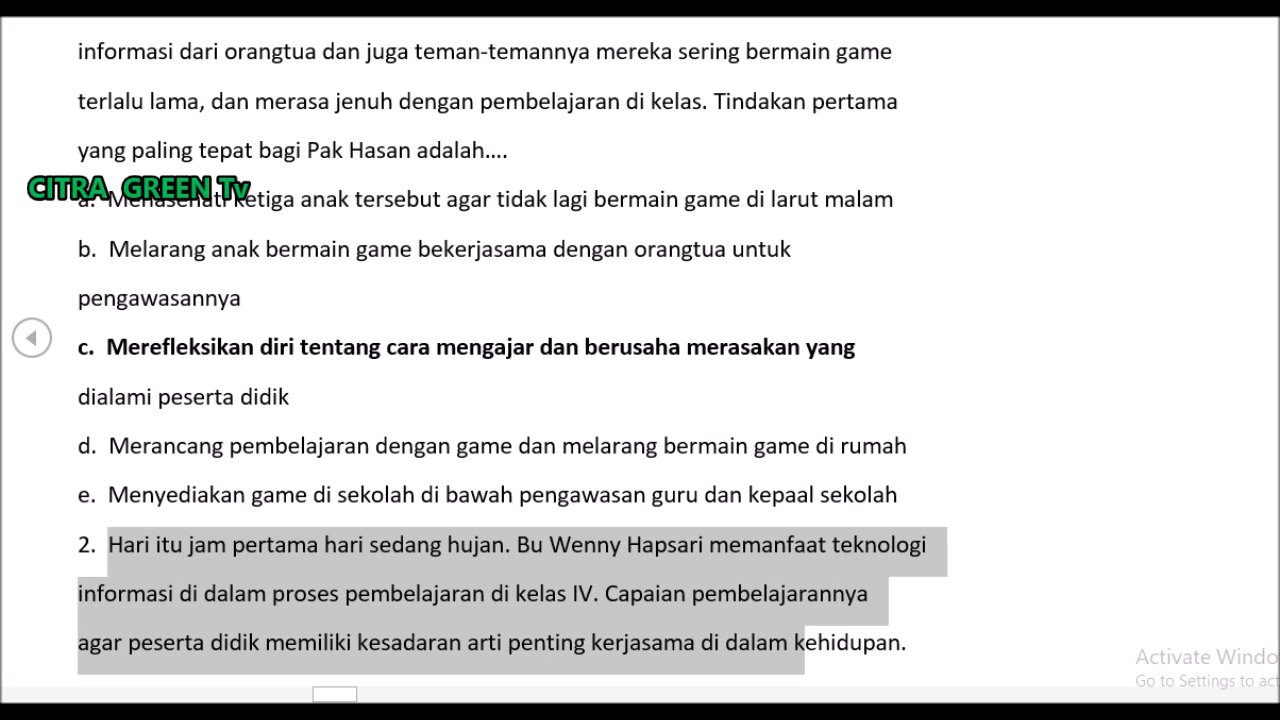 informasi dari orangtua dan juga teman-temannya mereka sering bermain game
terlalu lama, dan merasa jenuh dengan pembelajaran di kelas. Tindakan pertama
yang paling tepat bagi Pak Hasan adalah....
CITRA GREEN Tv
a. Menasehati ketiga anak tersebut agar tidak lagi bermain game di larut malam
b. Melarang anak bermain game bekerjasama dengan orangtua untuk
pengawasannya
c. Merefleksikan diri tentang cara mengajar dan berusaha merasakan yang
dialami peserta didik
d. Merancang pembelajaran dengan game dan melarang bermain game di rumah
e. Menyediakan game di sekolah di bawah pengawasan guru dan kepaal sekolah
2. Hari itu jam pertama hari sedang hujan. Bu Wenny Hapsari memanfaat teknologi
informasi di dalam proses pembelajaran di kelas IV. Capaian pembelajarannya
agar peserta didik memiliki kesadaran arti penting kerjasama di dalam kehidupan.
Activate Windo
Go to Settings to act